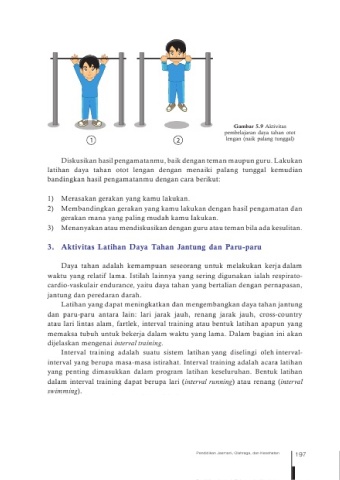 Gambar 5.9 Aktivitas
pembelajaran daya tahan otot
lengan (naik palang tunggal)
1
2
Diskusikan hasil pengamatanmu, baik dengan teman maupun guru. Lakukan
latihan daya tahan otot lengan dengan menaiki palang tunggal kemudian
bandingkan hasil pengamatanmu dengan cara berikut:
1) Merasakan gerakan yang kamu lakukan.
2) Membandingkan gerakan yang kamu lakukan dengan hasil pengamatan dan
gerakan mana yang paling mudah kamu lakukan.
3) Menanyakan atau mendiskusikan dengan guru atau teman bila ada kesulitan.
3. Aktivitas Latihan Daya Tahan Jantung dan Paru-paru
Daya tahan adalah kemampuan seseorang untuk melakukan kerja dalam
waktu yang relatif lama. Istilah lainnya yang sering digunakan ialah respirato-
cardio-vaskulair endurance, yaitu daya tahan yang bertalian dengan pernapasan,
jantung dan peredaran darah.
Latihan yang dapat meningkatkan dan mengembangkan daya tahan jantung
dan paru-paru antara lain: lari jarak jauh, renang jarak jauh, cross-country
atau lari lintas alam, fartlek, interval training atau bentuk latihan apapun yang
memaksa tubuh untuk bekerja dalam waktu yang lama. Dalam bagian ini akan
dijelaskan mengenai interval training.
Interval training adalah suatu sistem latihan yang diselingi oleh interval-
interval yang berupa masa-masa istirahat. Interval training adalah acara latihan
yang penting dimasukkan dalam program latihan keseluruhan. Bentuk latihan
dalam interval training dapat berupa lari (interval running) atau renang (interval
swimming).
Pendidikan Jasmani, Olahraga, dan Kesehatan
197